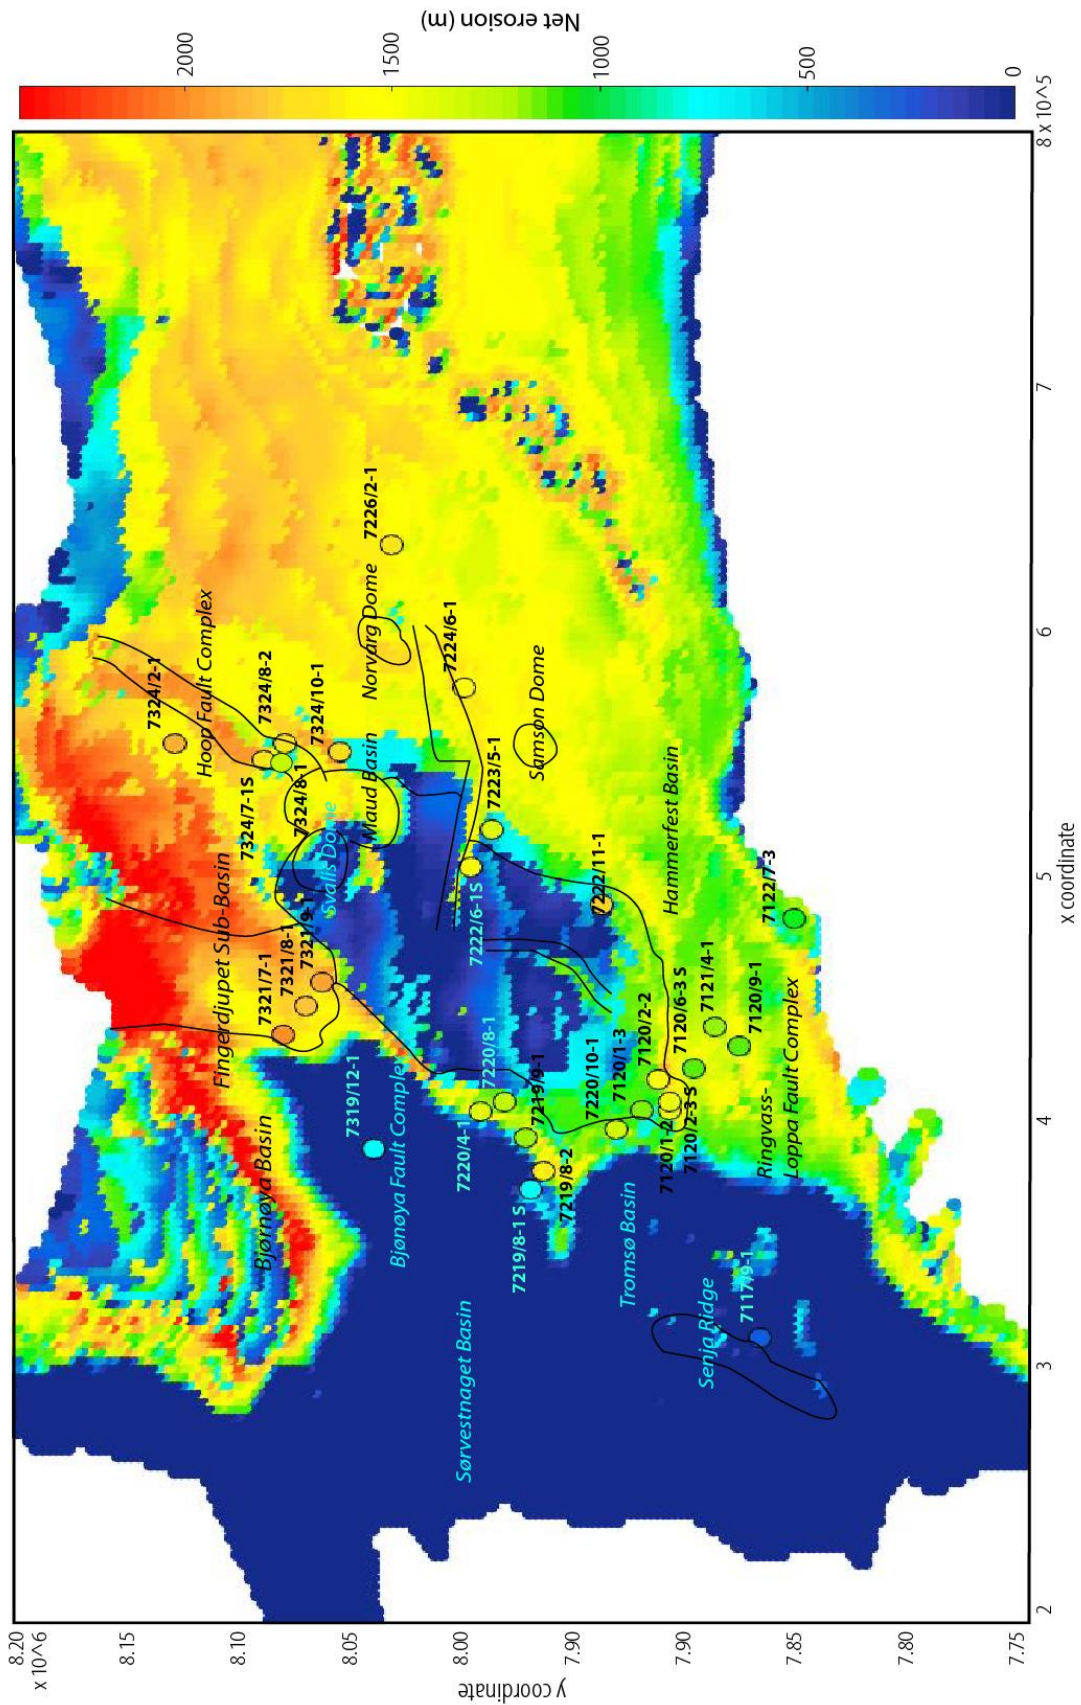 Net erosion (m)
2000
1500
1000
500
0
8.20
x 10^6
8.15
8.10
8.05
8.00
7.90
7.90
7.85
7.80
7.75
y coordinate
2
3
4
5
6
7
8 x 10^5
x coordinate
7324/2-1
Hoop Fault Complex
7324/8-2
7324/10-1
7324/7-1S
7324/8-1
Norvarg Dome
7226/2-1
7224/6-1
Fingerdjupet Sub-Basin
7321/7-1
7321/8-1
7321/9-1
Svalis Dome
Maud Basin
7223/5-1
Samson Dome
7222/6-1S
7222/11-1
Hammerfest Basin
7122/7-3
Bjørnøya Basin
7319/12-1
Bjønøya Fault Complex
7220/4-1
7220/8-1
7219/9-1
7220/10-1
7120/1-3
7120/2-2
7120/6-3 S
7121/4-1
7120/9-1
7219/8-1 S
7219/8-2
7120/1-2
7120/2-3 S
Ringvass-
Loppa Fault Complex
Sørvestnaget Basin
Tromsø Basin
Senja Ridge
7117/9-1